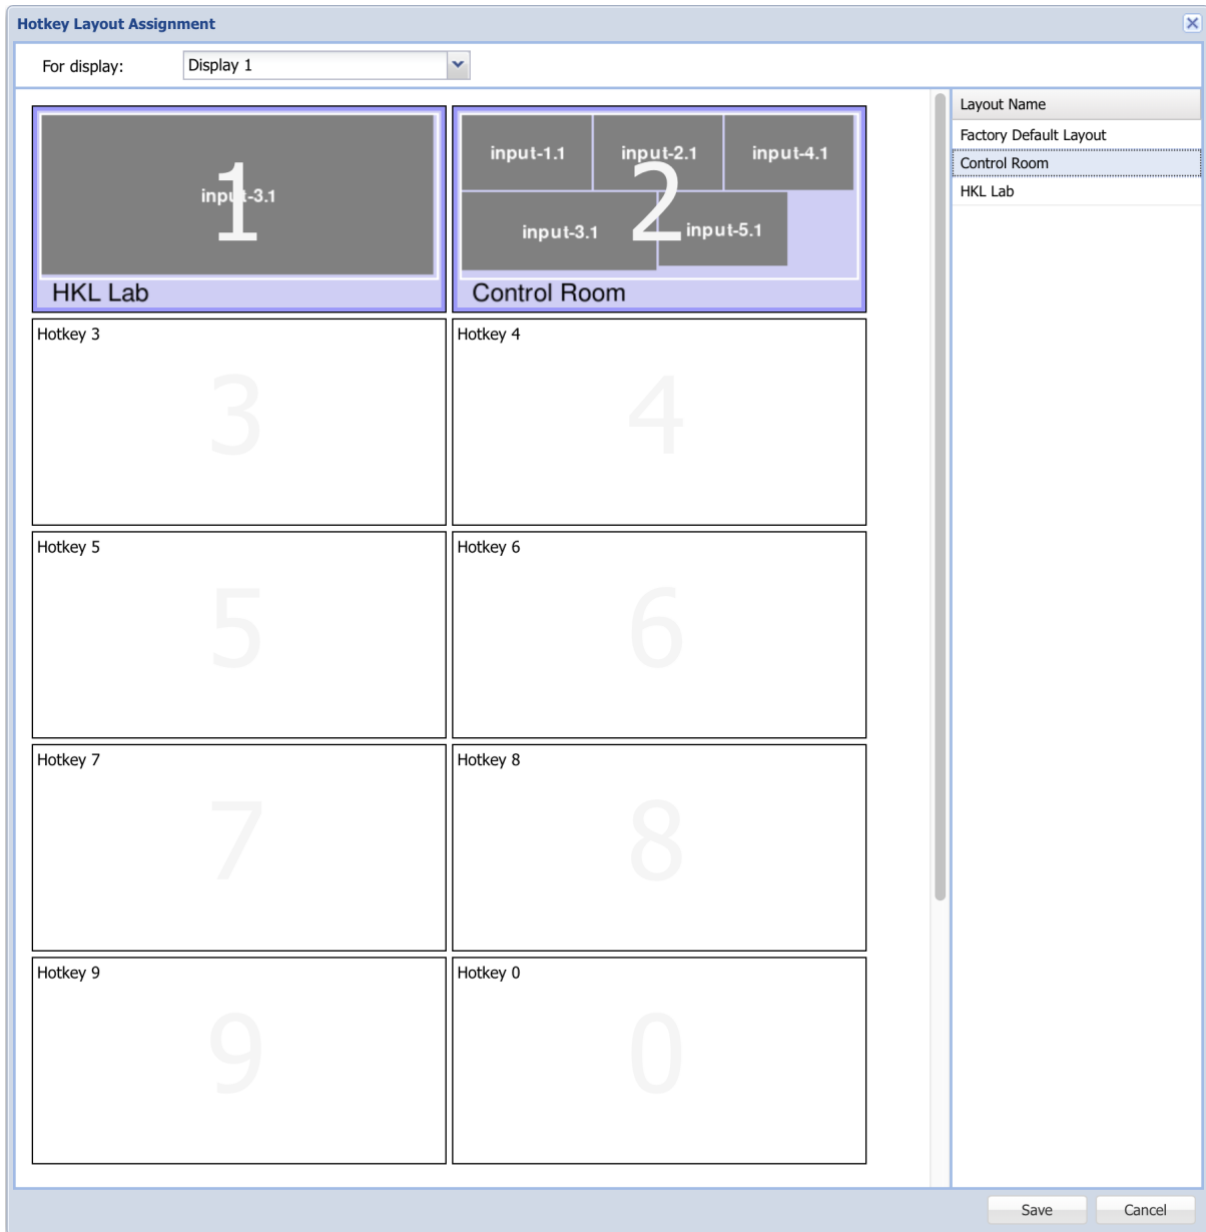 Hotkey Layout Assignment
For display: Display 1
Layout Name
Factory Default Layout
Control Room
HKL Lab
1
input-3.1
HKL Lab
2
input-1.1 input-2.1 input-4.1
input-3.1 input-5.1
Control Room
Hotkey 3
3
Hotkey 4
4
Hotkey 5
5
Hotkey 6
6
Hotkey 7
7
Hotkey 8
8
Hotkey 9
9
Hotkey 0
0
Save Cancel